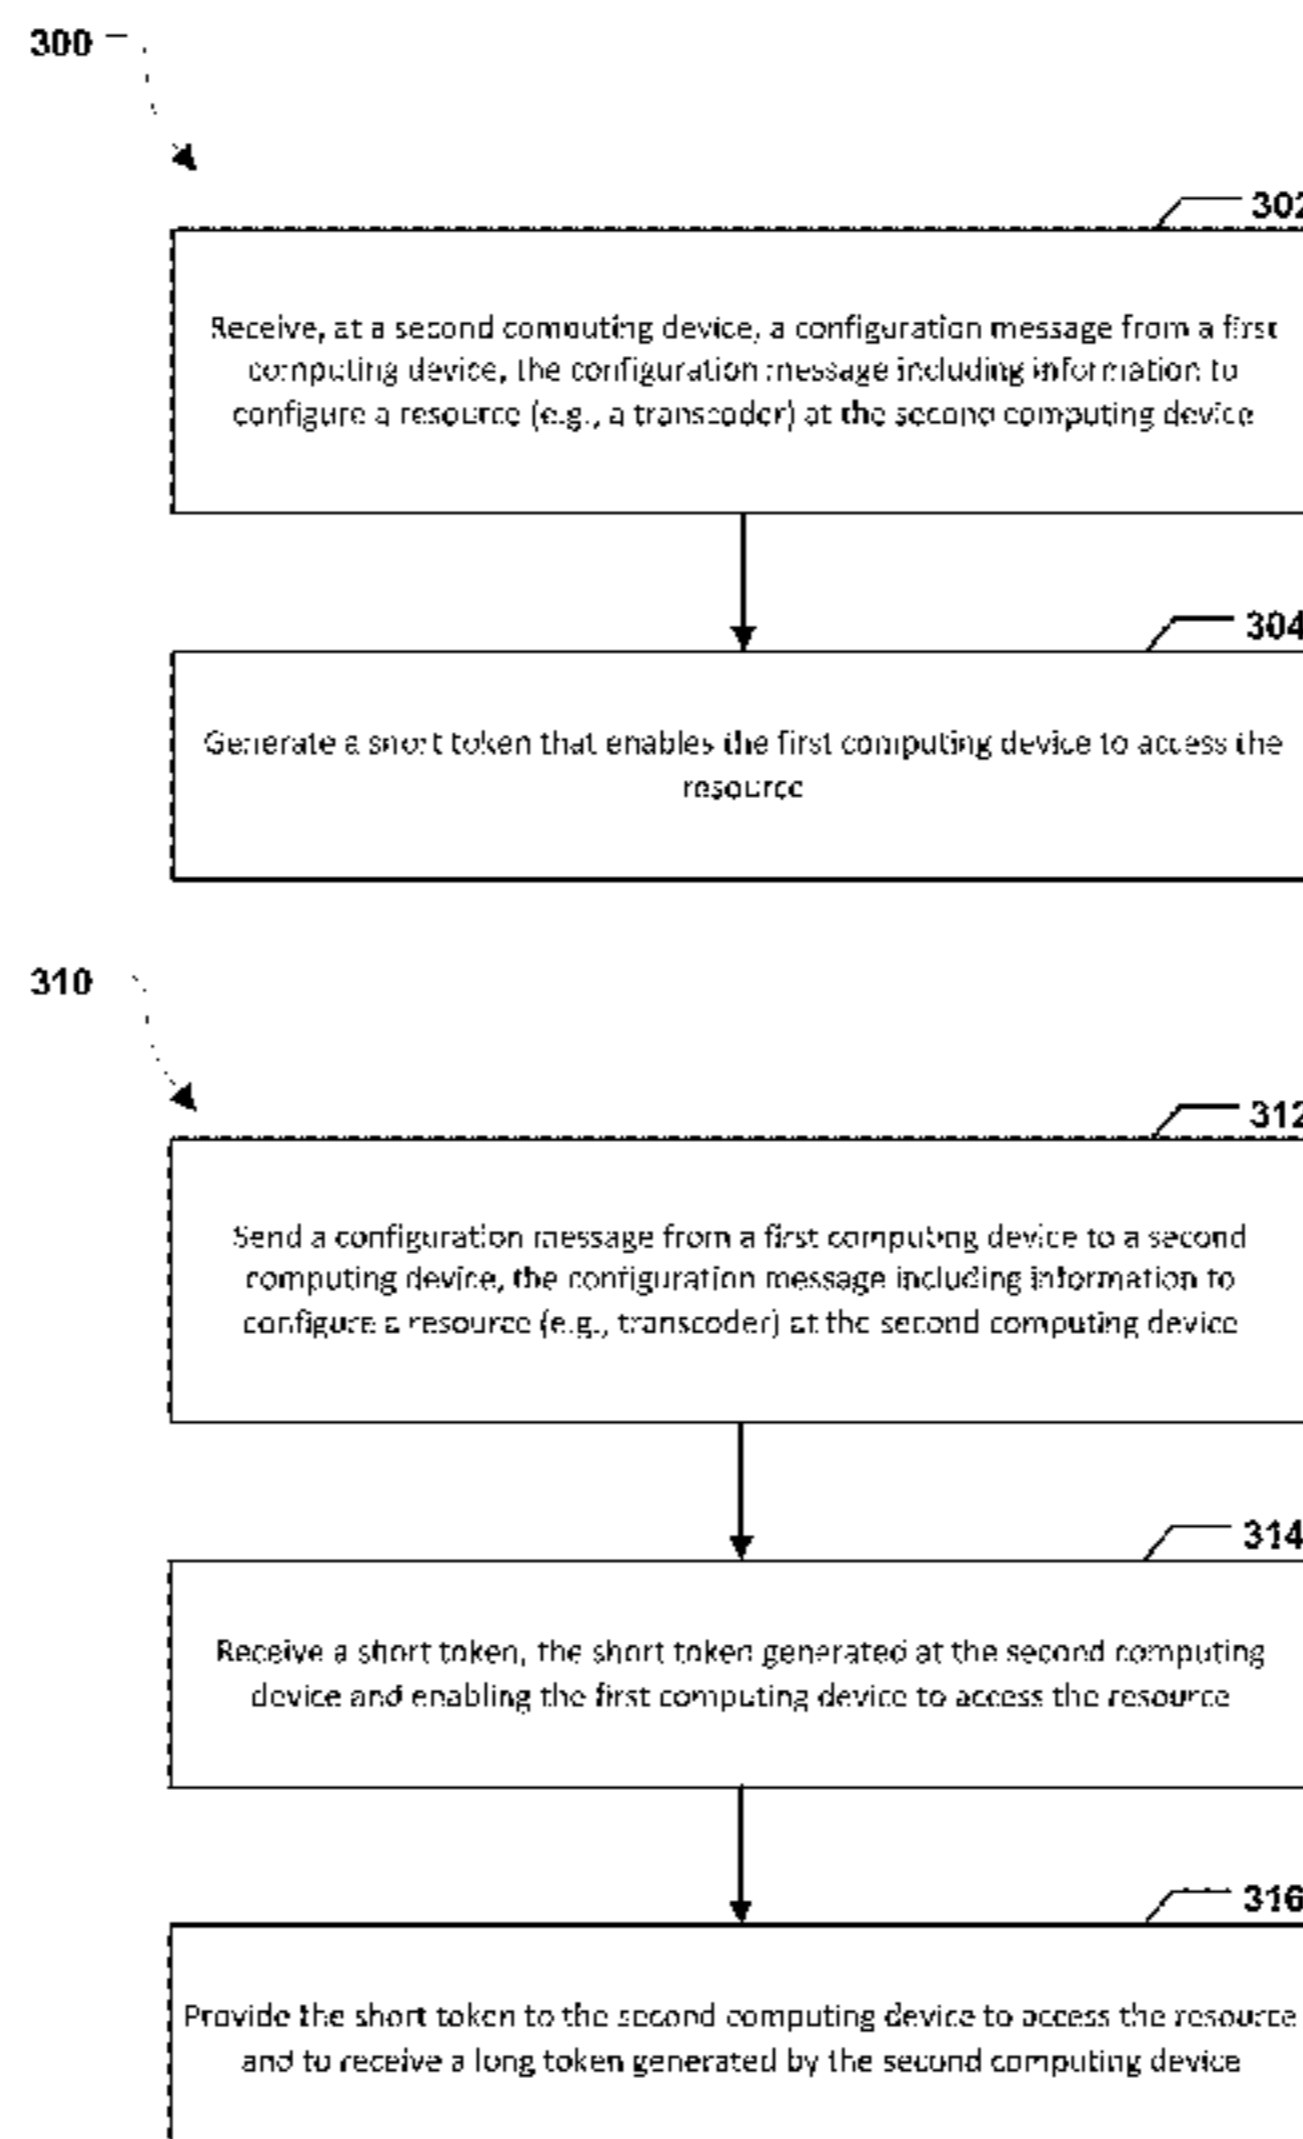 300
302
Receive, at a second computing device, a configuration message from a first
computing device, the configuration message including information to
configure a resource (e.g., a transcoder) at the second computing device
304
Generate a short token that enables the first computing device to access the
resource
310
312
Send a configuration message from a first computing device to a second
computing device, the configuration message including information to
configure a resource (e.g., transcoder) at the second computing device
314
Receive a short token, the short token generated at the second computing
device and enabling the first computing device to access the resource
316
Provide the short token to the second computing device to access the resource
and to receive a long token generated by the second computing device